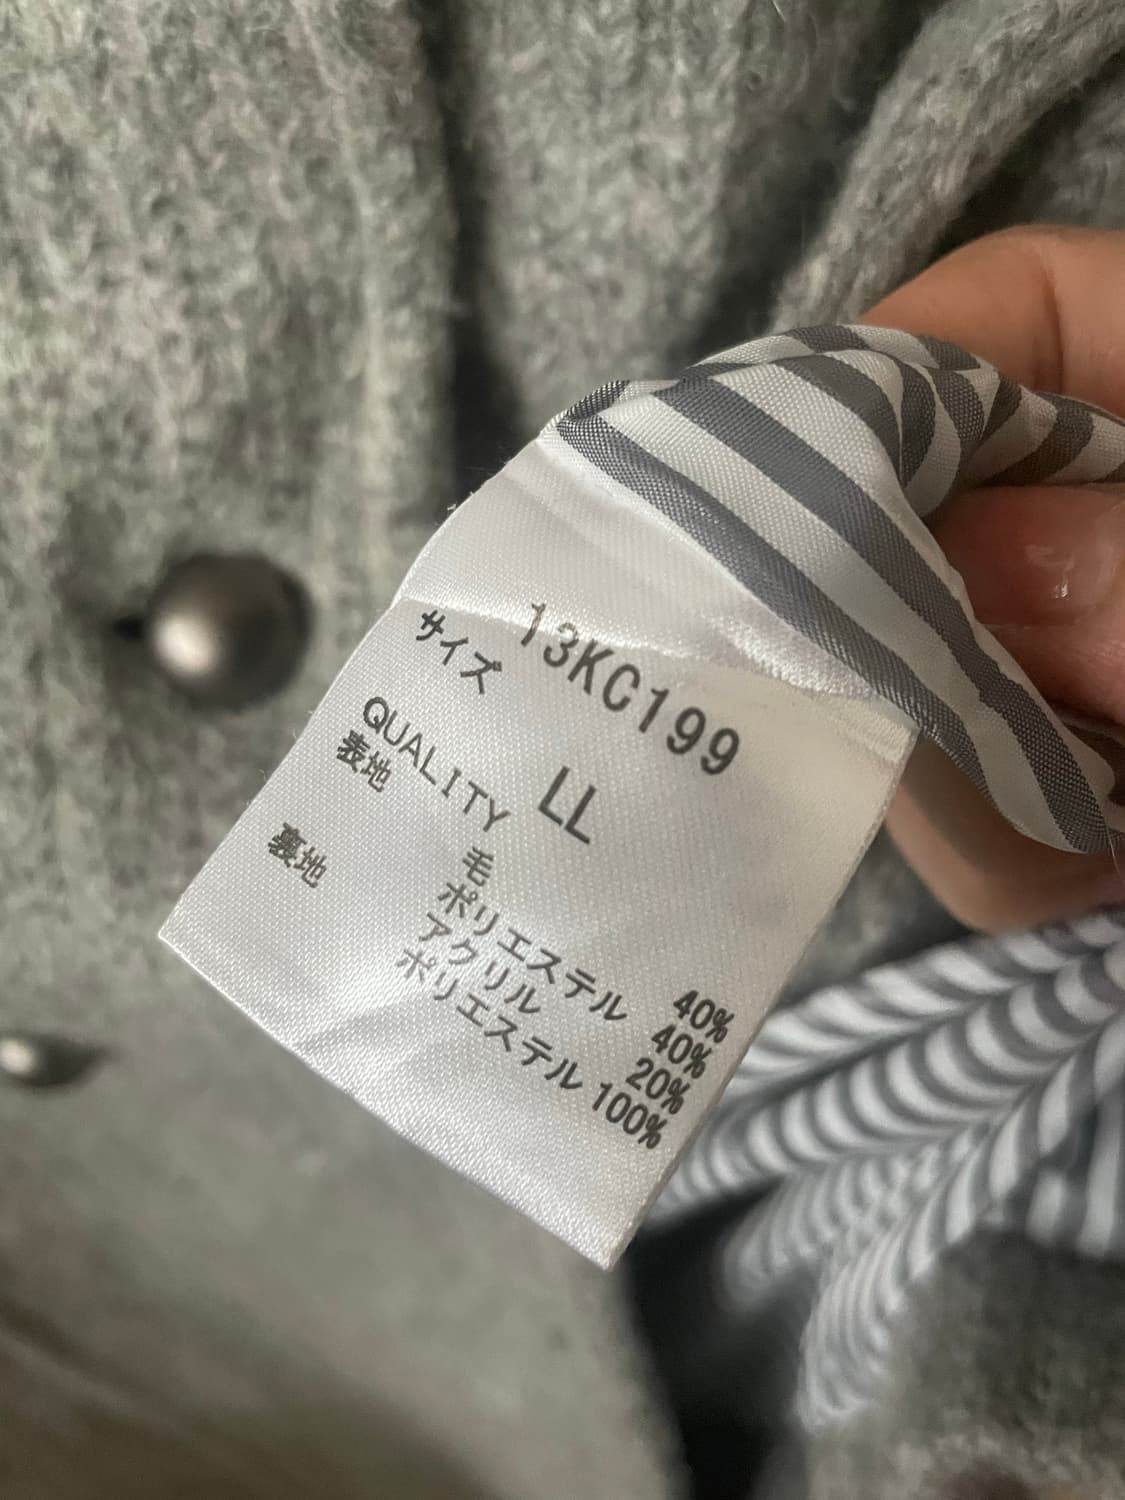 13KC199
サイズ LL
QUALITY
表地 毛 40%
ポリエステル 40%
アクリル 20%
裏地 ポリエステル 100%